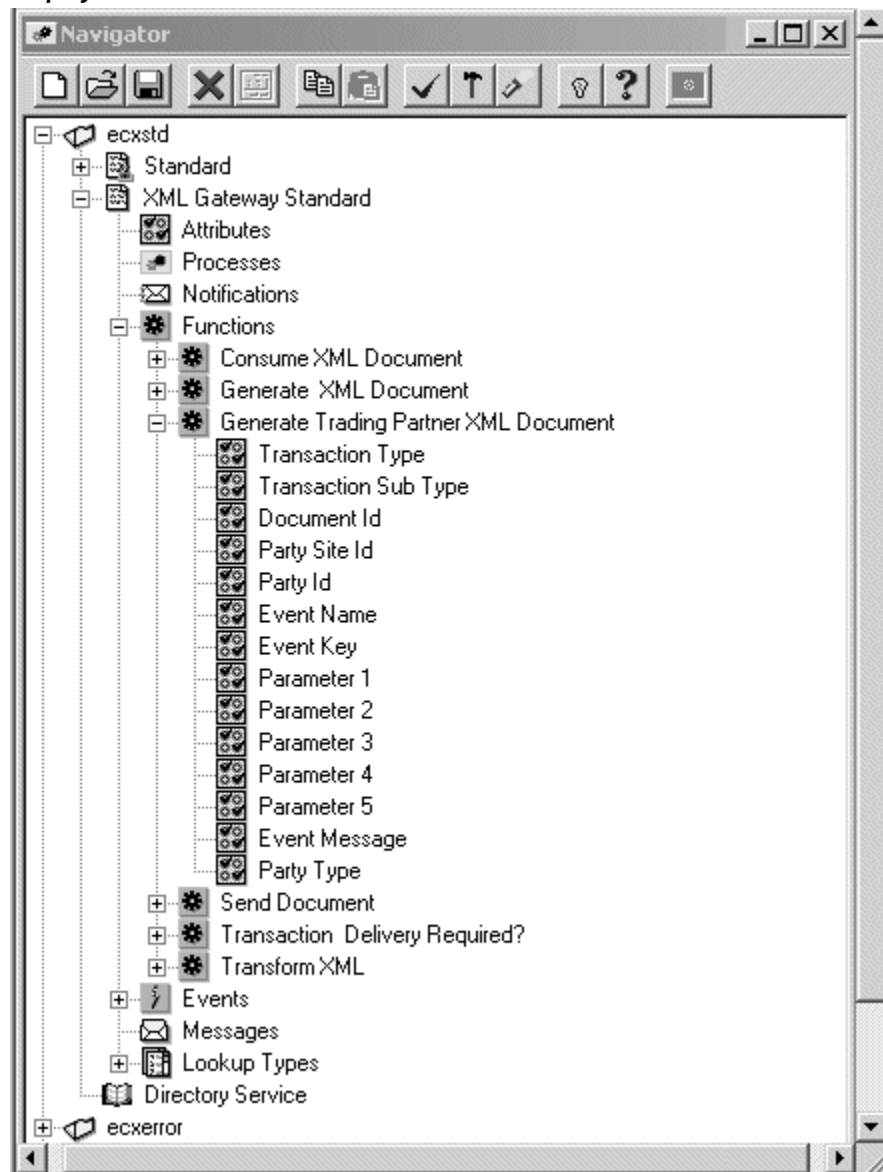 Navigator
ecxstd
Standard
XML Gateway Standard
Attributes
Processes
Notifications
Functions
Consume XML Document
Generate XML Document
Generate Trading Partner XML Document
Transaction Type
Transaction Sub Type
Document Id
Party Site Id
Party Id
Event Name
Event Key
Parameter 1
Parameter 2
Parameter 3
Parameter 4
Parameter 5
Event Message
Party Type
Send Document
Transaction Delivery Required?
Transform XML
Events
Messages
Lookup Types
Directory Service
ecxerror